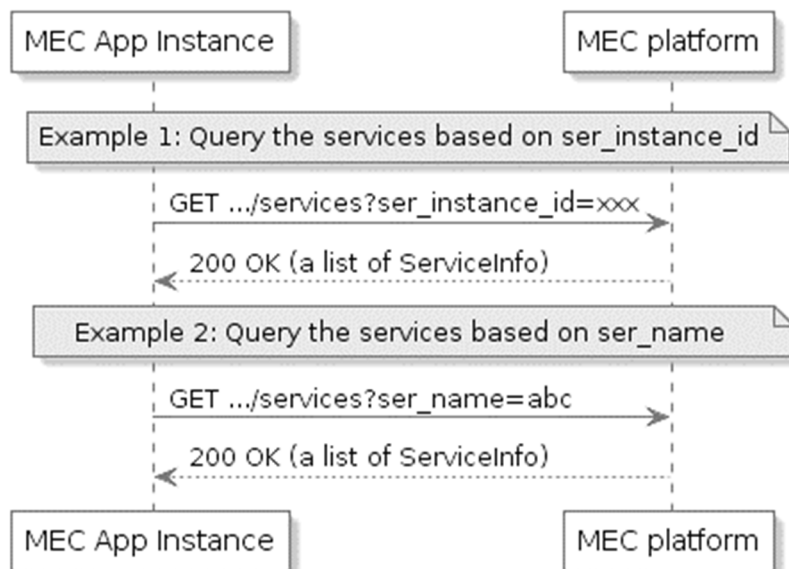 MEC App Instance MEC platform
Example 1: Query the services based on ser_instance_id
GET .../services?ser_instance_id=xxx
200 OK (a list of ServiceInfo)
Example 2: Query the services based on ser_name
GET .../services?ser_name=abc
200 OK (a list of ServiceInfo)
MEC App Instance MEC platform